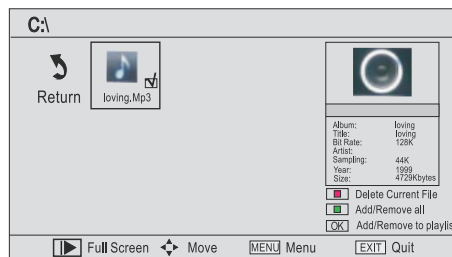 C:\
Return
loving.Mp3
Album: loving
Title: loving
Bit Rate: 128K
Artist:
Sampling: 44K
Year: 1999
Size: 4729Kbytes
Delete Current File
Add/Remove all
OK Add/Remove to playlis
Full Screen Move MENU Menu EXIT Quit